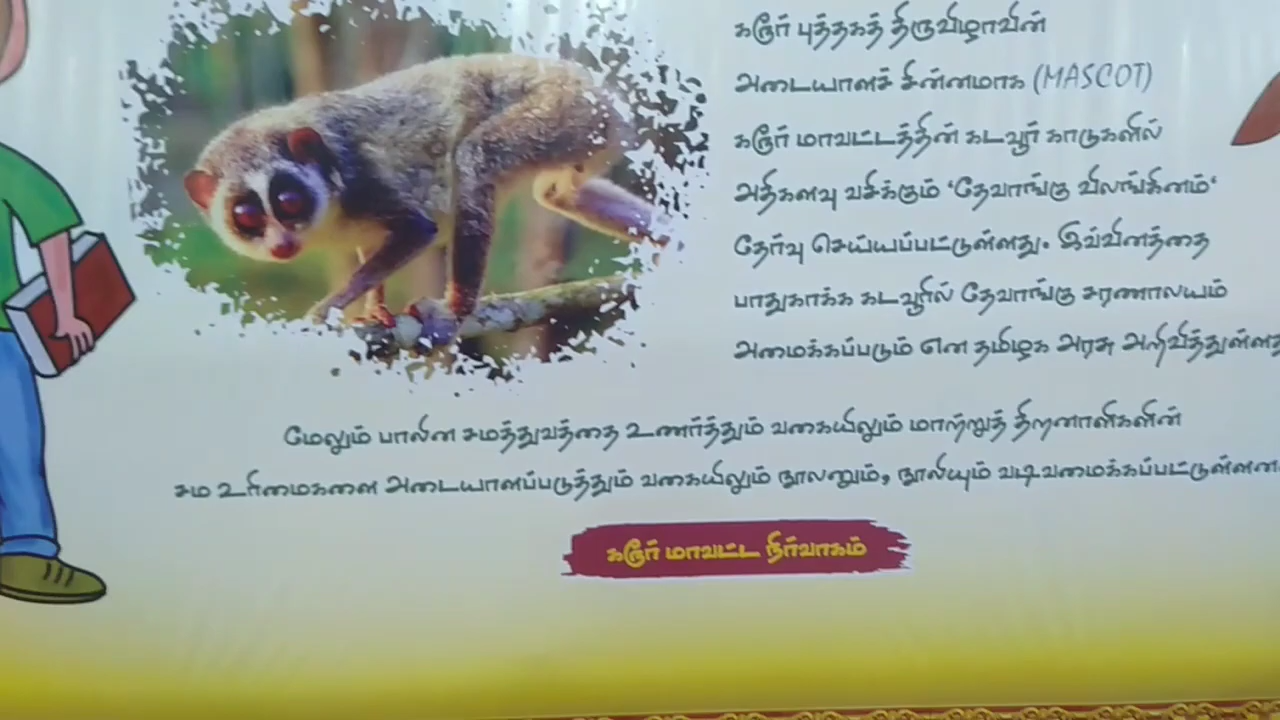 கரூர் புத்தகத் திருவிழாவின்
அடையாளச் சின்னமாக (MASCOT)
கரூர் மாவட்டத்தின் கடவூர் காடுகளில்
அதிகளவு வசிக்கும் 'தேவாங்கு விலங்கினம்'
தேர்வு செய்யப்பட்டுள்ளது. இவ்வினத்தை
பாதுகாக்க கடவூரில் தேவாங்கு சரணாலயம்
அமைக்கப்படும் என தமிழக அரசு
மேலும் பாலின சமத்துவத்தை உணர்த்தும் வகையிலும் மாற்றுத் திறனாளிகளின்
சம உரிமைகளை அடையாளப்படுத்தும் வகையிலும் நூலனும், நூலியும் வடிவமைக்கப்பட்டுள்ளன.
கரூர் மாவட்ட நிர்வாகம்